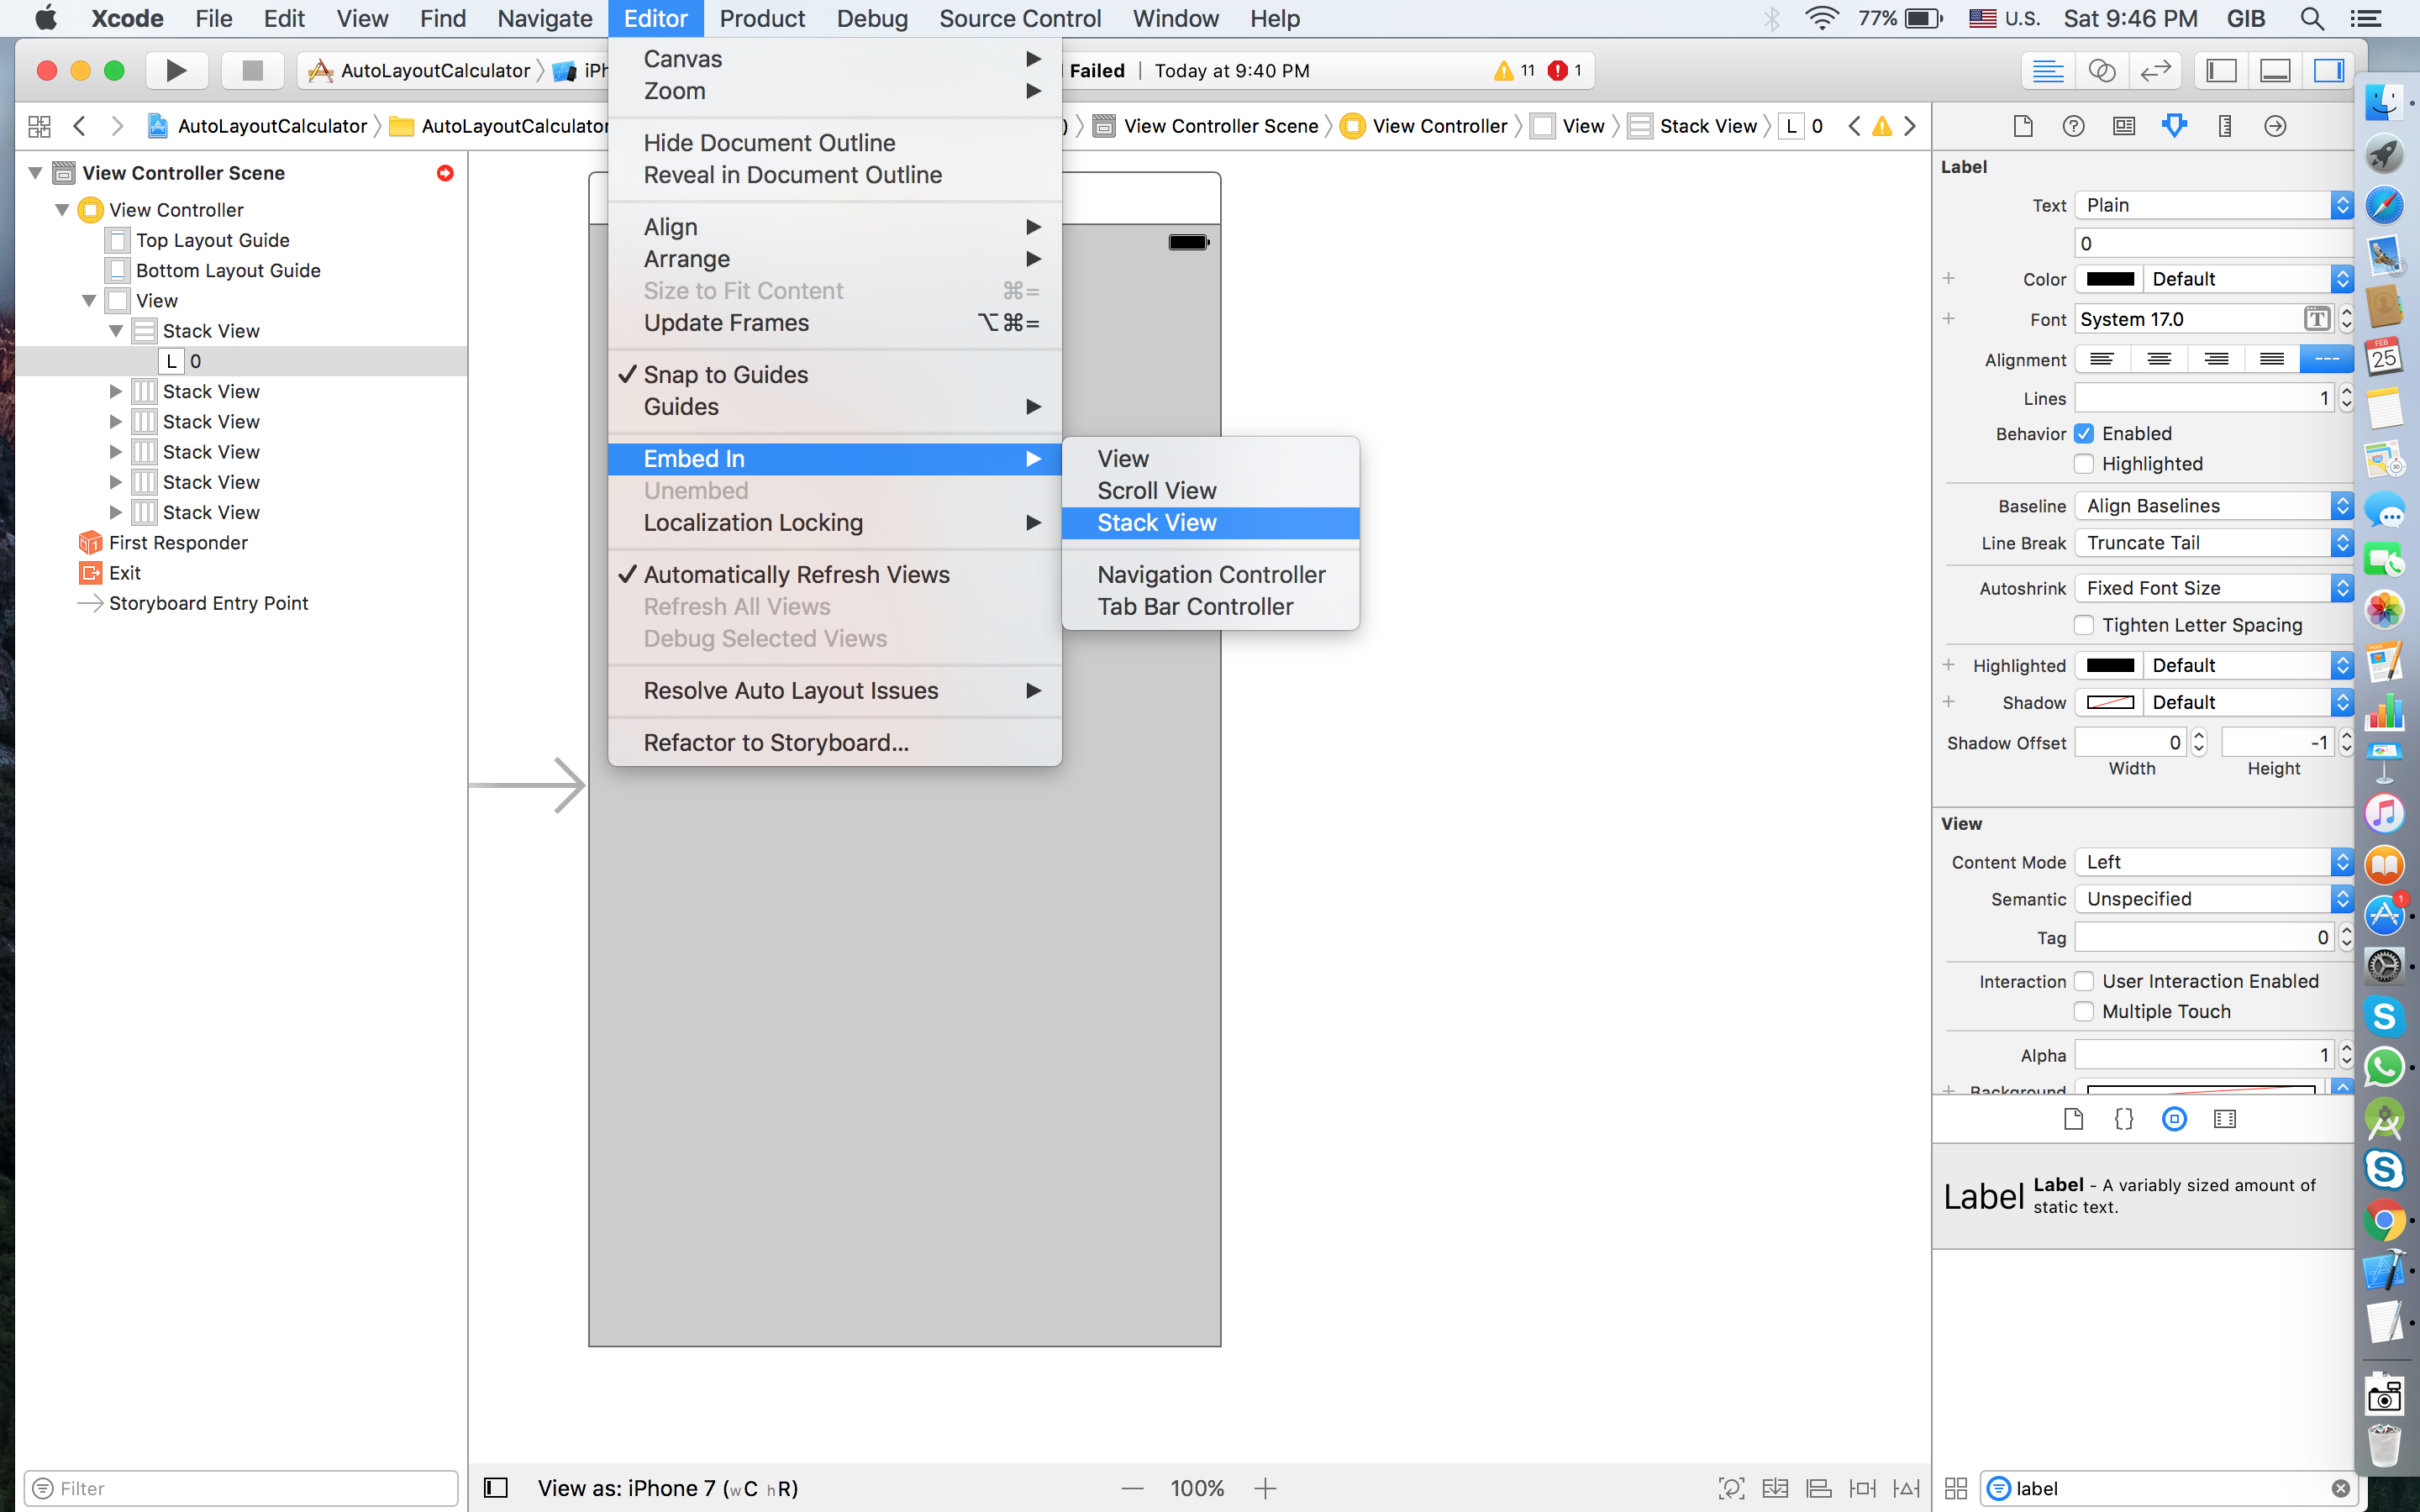 Xcode File Edit View Find Navigate Editor Product Debug Source Control Window Help 77% U.S. Sat 9:46 PM GIB
AutoLayoutCalculator iPh
Failed | Today at 9:40 PM 11 1
AutoLayoutCalculator AutoLayoutCalculator ) View Controller Scene View Controller View Stack View L 0
View Controller Scene
View Controller
Top Layout Guide
Bottom Layout Guide
View
Stack View
L 0
Stack View
Stack View
Stack View
Stack View
Stack View
First Responder
Exit
Storyboard Entry Point
Filter
Canvas
Zoom
Hide Document Outline
Reveal in Document Outline
Align
Arrange
Size to Fit Content ⌘=
Update Frames ⌥⌘=
Snap to Guides
Guides
Embed In
Unembed
Localization Locking
Automatically Refresh Views
Refresh All Views
Debug Selected Views
Resolve Auto Layout Issues
Refactor to Storyboard...
View
Scroll View
Stack View
Navigation Controller
Tab Bar Controller
View as: iPhone 7 (wC hR) — 100% +
Label
Text Plain
0
+ Color Default
+ Font System 17.0 T
Alignment
Lines 1
Behavior Enabled
Highlighted
Baseline Align Baselines
Line Break Truncate Tail
Autoshrink Fixed Font Size
Tighten Letter Spacing
+ Highlighted Default
+ Shadow Default
Shadow Offset 0 -1
Width Height
View
Content Mode Left
Semantic Unspecified
Tag 0
Interaction User Interaction Enabled
Multiple Touch
Alpha 1
+ Background
{}
Label Label - A variably sized amount of
static text.
label
FEB
25
1